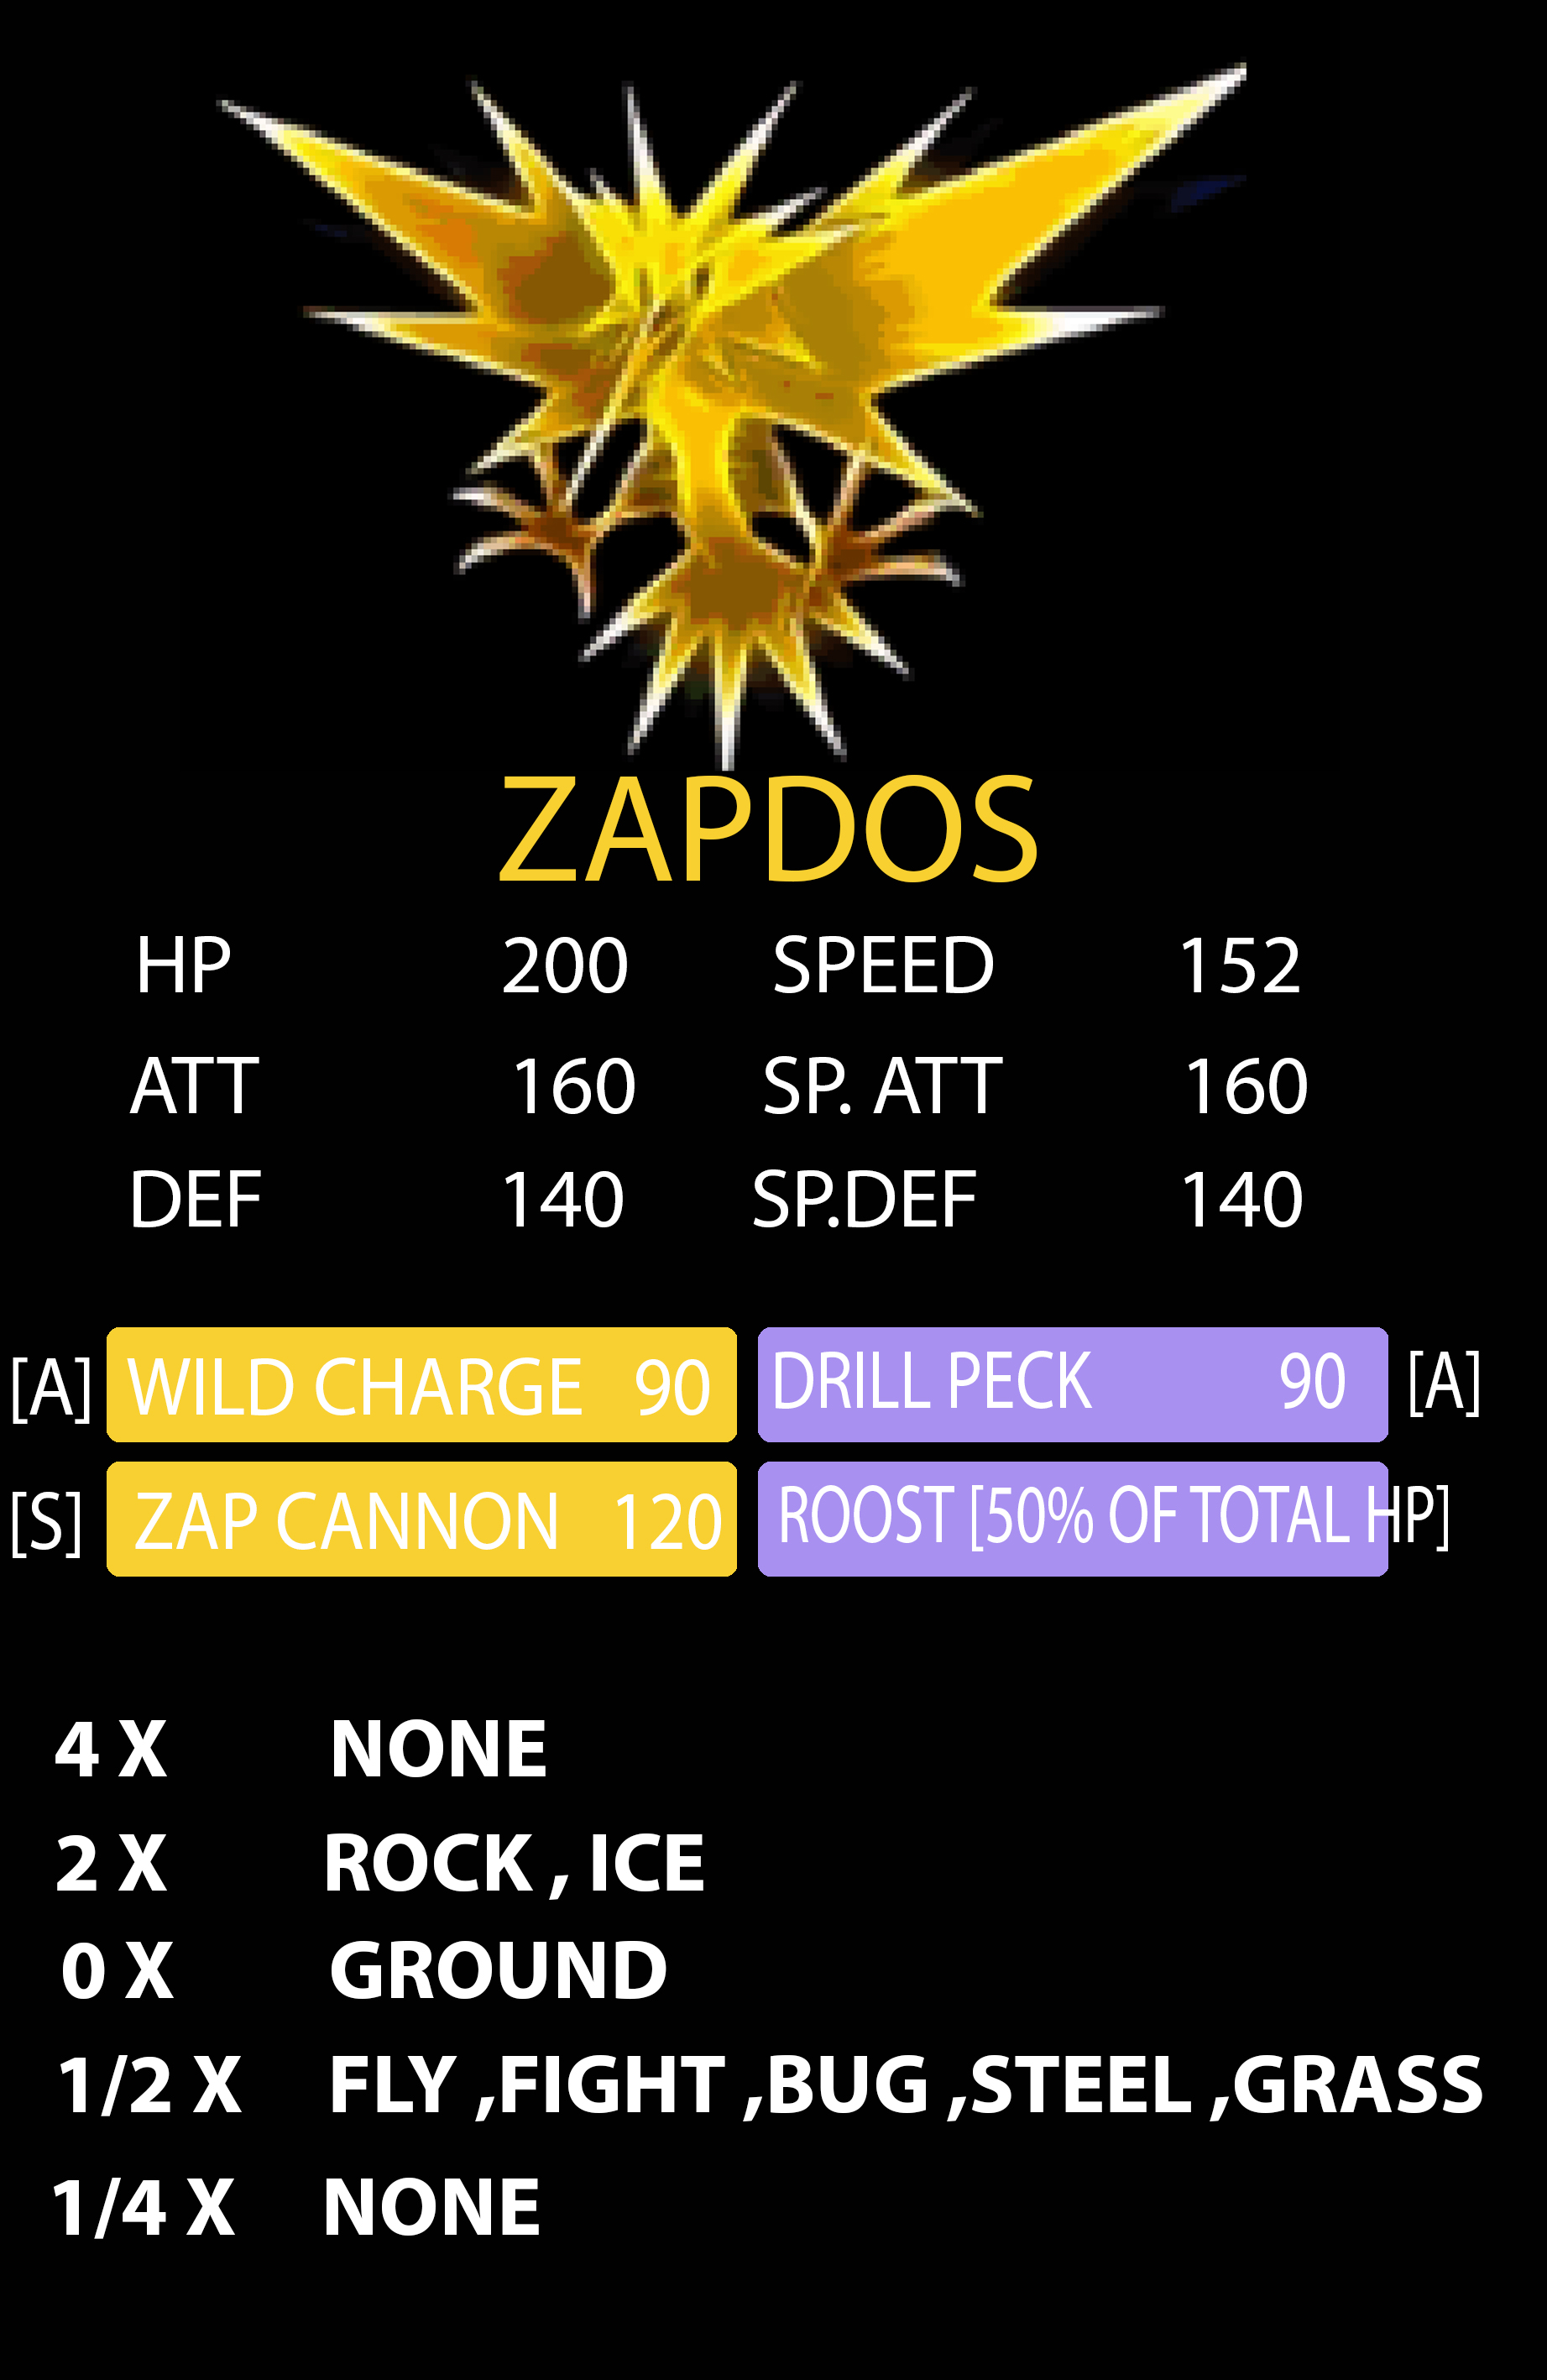 ZAPDOS
HP 200 SPEED 152
ATT 160 SP. ATT 160
DEF 140 SP.DEF 140
[A] WILD CHARGE 90 DRILL PECK 90 [A]
[S] ZAP CANNON 120 ROOST [50% OF TOTAL HP]
4 X NONE
2 X ROCK , ICE
0 X GROUND
1/2 X FLY ,FIGHT ,BUG ,STEEL ,GRASS
1/4 X NONE